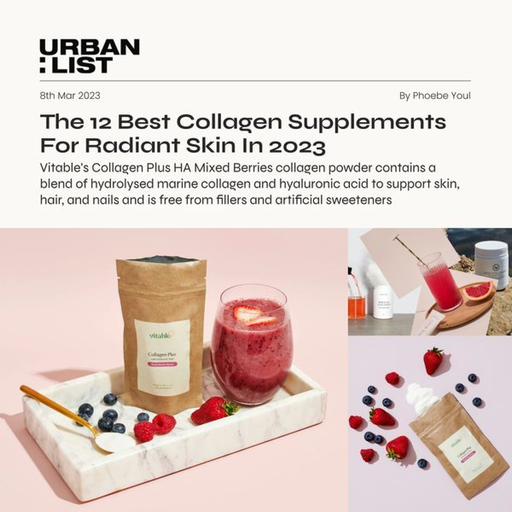 URBAN
:LIST
8th Mar 2023
By Phoebe Youl
The 12 Best Collagen Supplements
For Radiant Skin In 2023
Vitable's Collagen Plus HA Mixed Berries collagen powder contains a
blend of hydrolysed marine collagen and hyaluronic acid to support skin,
hair, and nails and is free from fillers and artificial sweeteners
vitable
Collagen Plus
vitable
Collagen Plus